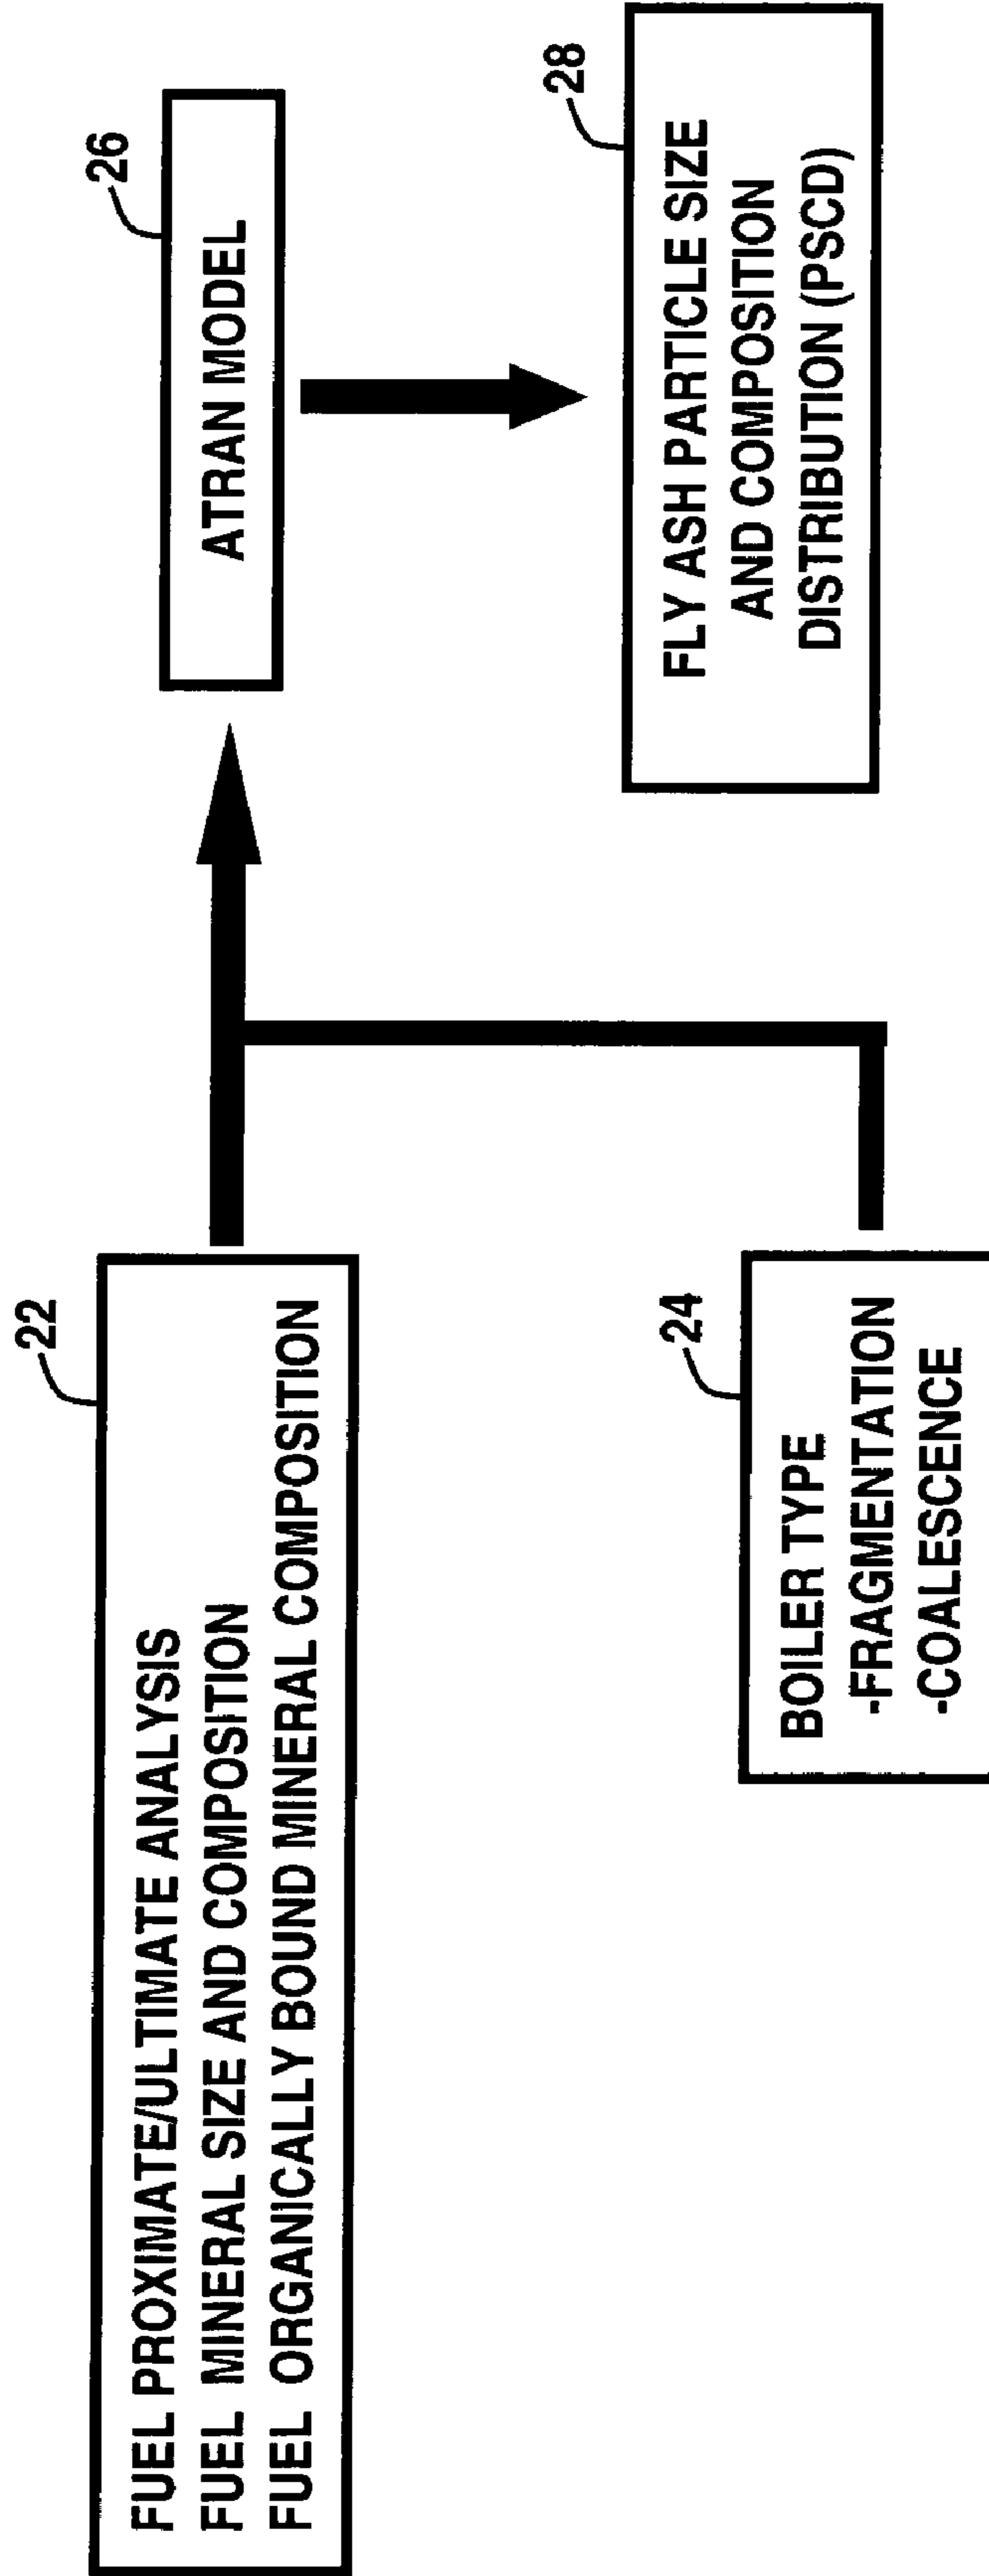 22
FUEL PROXIMATE/ULTIMATE ANALYSIS
FUEL MINERAL SIZE AND COMPOSITION
FUEL ORGANICALLY BOUND MINERAL COMPOSITION
26
ATRAN MODEL
24
BOILER TYPE
-FRAGMENTATION
-COALESCENCE
28
FLY ASH PARTICLE SIZE
AND COMPOSITION
DISTRIBUTION (PSCD)